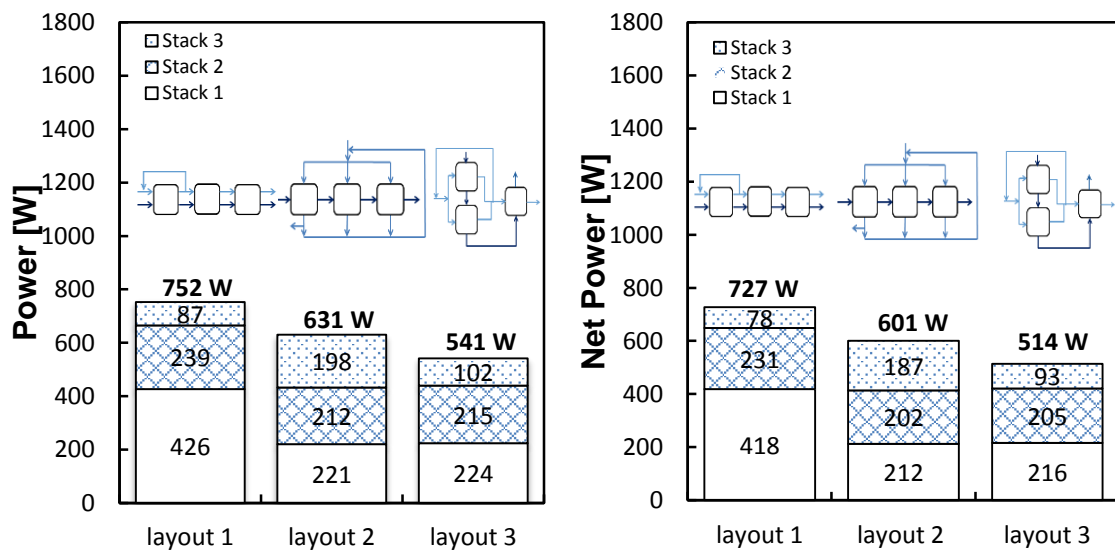 Power [W]
1800
1600
1400
1200
1000
800
600
400
200
0
Stack 3
Stack 2
Stack 1
752 W
87
239
426
631 W
198
212
221
541 W
102
215
224
layout 1
layout 2
layout 3
Net Power [W]
1800
1600
1400
1200
1000
800
600
400
200
0
Stack 3
Stack 2
Stack 1
727 W
78
231
418
601 W
187
202
212
514 W
93
205
216
layout 1
layout 2
layout 3